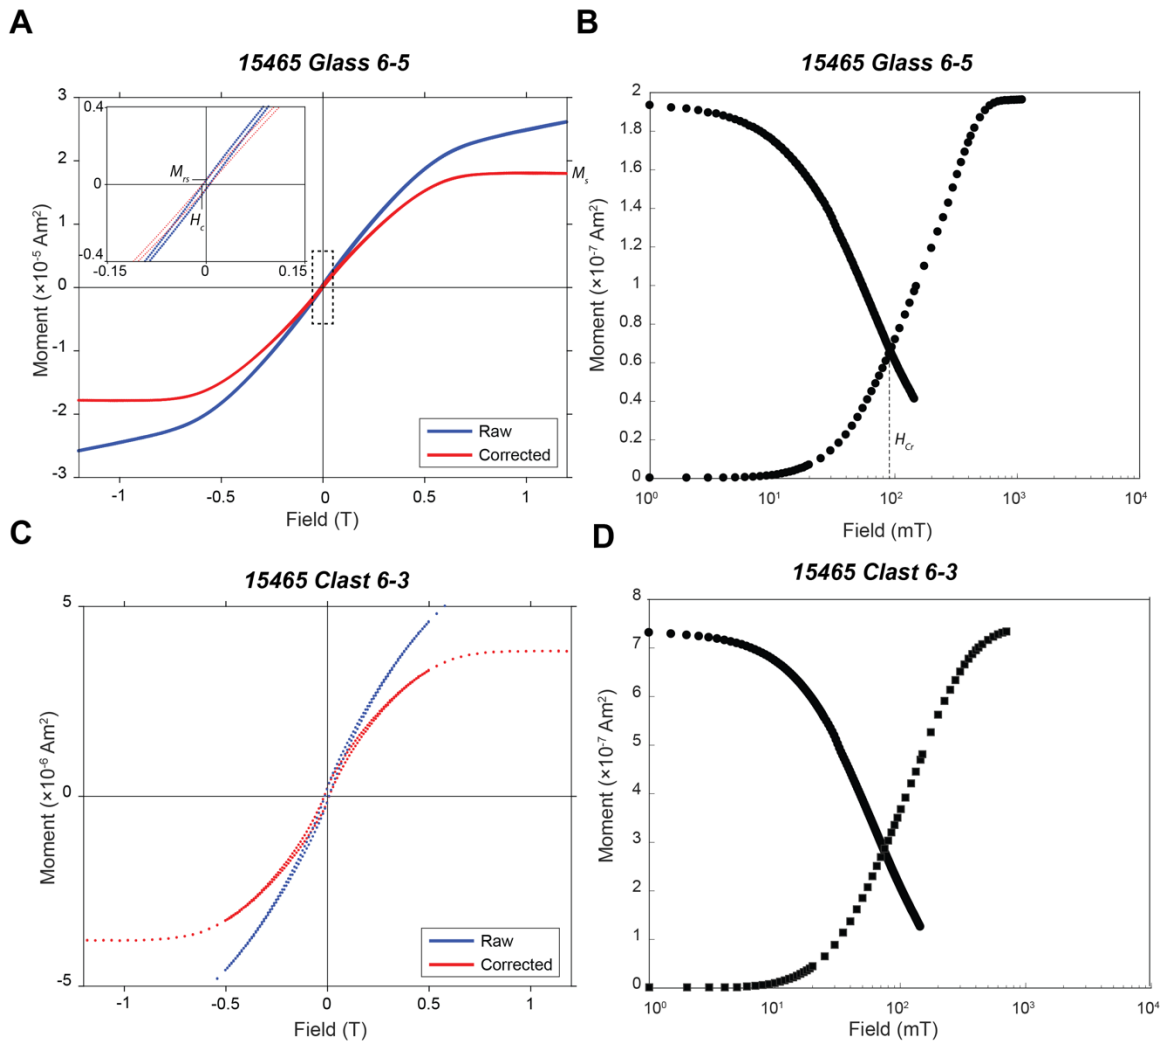 A
15465 Glass 6-5
Moment (×10⁻⁵ Am²)
3
2
1
0
-1
-2
-3
0.4
0
-0.4
-0.15
0
0.15
Mrs
Hc
Ms
Raw
Corrected
-1
-0.5
0
0.5
1
Field (T)
B
15465 Glass 6-5
Moment (×10⁻⁷ Am²)
2
1.8
1.6
1.4
1.2
1
0.8
0.6
0.4
0.2
0
HCr
10⁰
10¹
10²
10³
10⁴
Field (mT)
C
15465 Clast 6-3
Moment (×10⁻⁶ Am²)
5
0
-5
Raw
Corrected
-1
-0.5
0
0.5
1
Field (T)
D
15465 Clast 6-3
Moment (×10⁻⁷ Am²)
8
7
6
5
4
3
2
1
0
10⁰
10¹
10²
10³
10⁴
Field (mT)